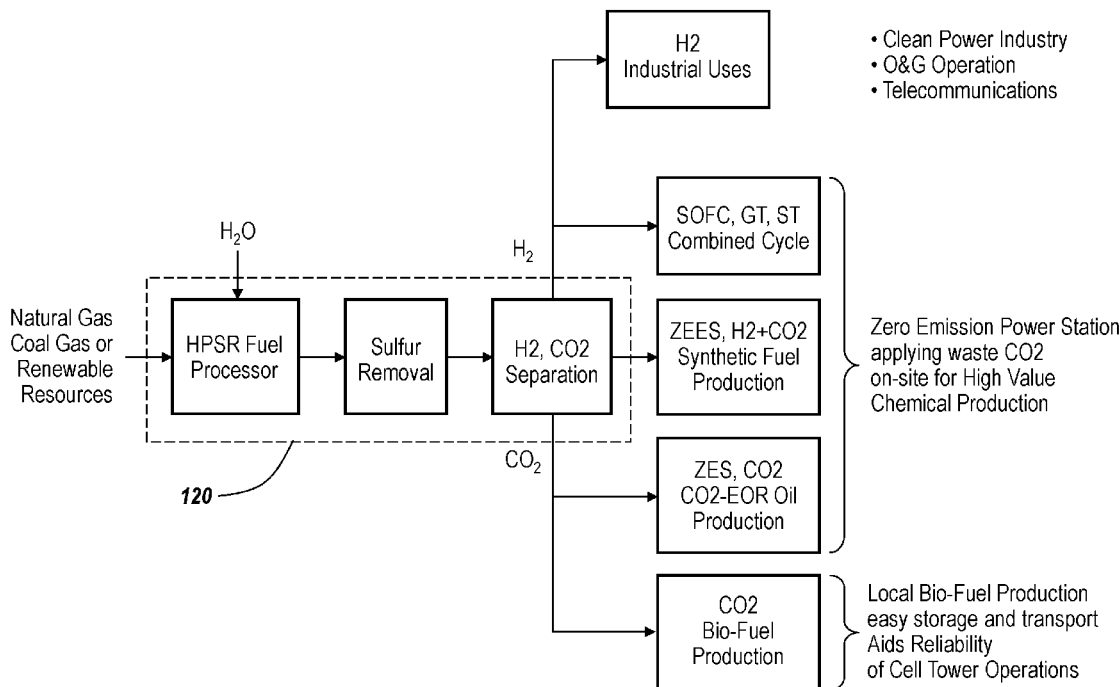 H2
Industrial Uses
• Clean Power Industry
• O&G Operation
• Telecommunications
SOFC, GT, ST
Combined Cycle
H₂O
H₂
Natural Gas
Coal Gas or
Renewable
Resources
HPSR Fuel
Processor
Sulfur
Removal
H2, CO2
Separation
ZEES, H2+CO2
Synthetic Fuel
Production
Zero Emission Power Station
applying waste CO2
on-site for High Value
Chemical Production
CO₂
120
ZES, CO2
CO2-EOR Oil
Production
CO2
Bio-Fuel
Production
Local Bio-Fuel Production
easy storage and transport
Aids Reliability
of Cell Tower Operations